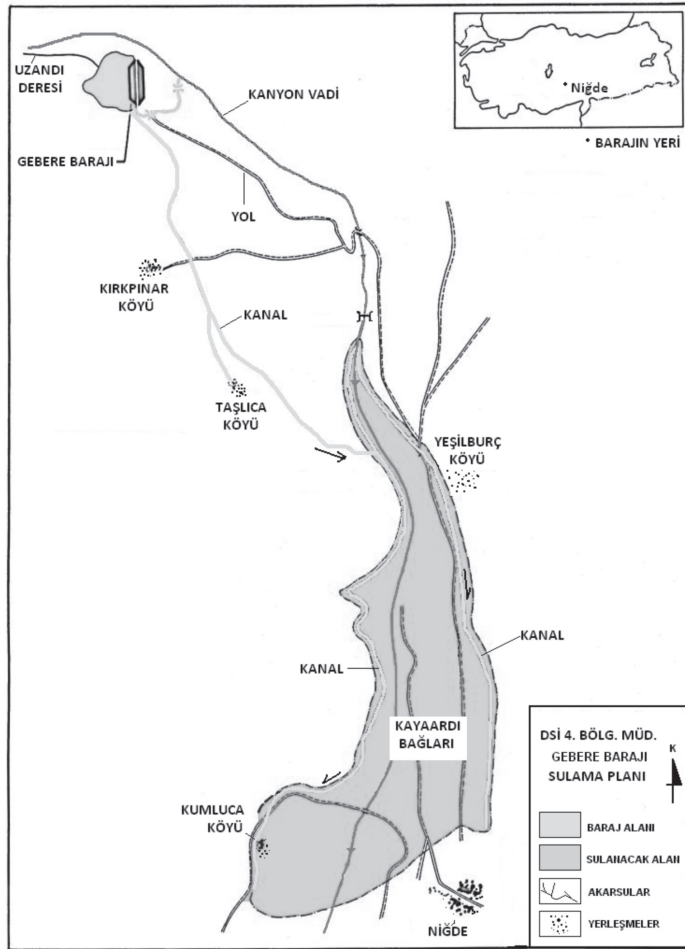 UZANDI
DERESİ
GEBERE BARAJI
KANYON VADİ
Niğde
BARAJIN YERİ
YOL
KIRKPINAR
KÖYÜ
KANAL
TAŞLICA
KÖYÜ
YEŞİLBURÇ
KÖYÜ
KANAL
KANAL
KAYAARDI
BAĞLARI
KUMLUCA
KÖYÜ
NİĞDE
DSİ 4. BÖLG. MÜD.
GEBERE BARAJI
SULAMA PLANI
K
BARAJ ALANI
SULANACAK ALAN
AKARSULAR
YERLEŞMELER